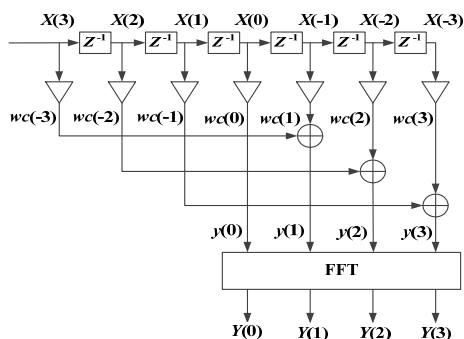 X(3) X(2) X(1) X(0) X(-1) X(-2) X(-3)
Z⁻¹ Z⁻¹ Z⁻¹ Z⁻¹ Z⁻¹ Z⁻¹
wc(-3) wc(-2) wc(-1) wc(0) wc(1) wc(2) wc(3)
y(0) y(1) y(2) y(3)
FFT
Y(0) Y(1) Y(2) Y(3)